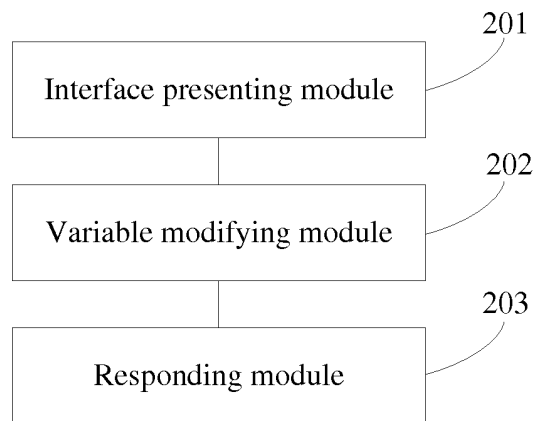 201
Interface presenting module
202
Variable modifying module
203
Responding module